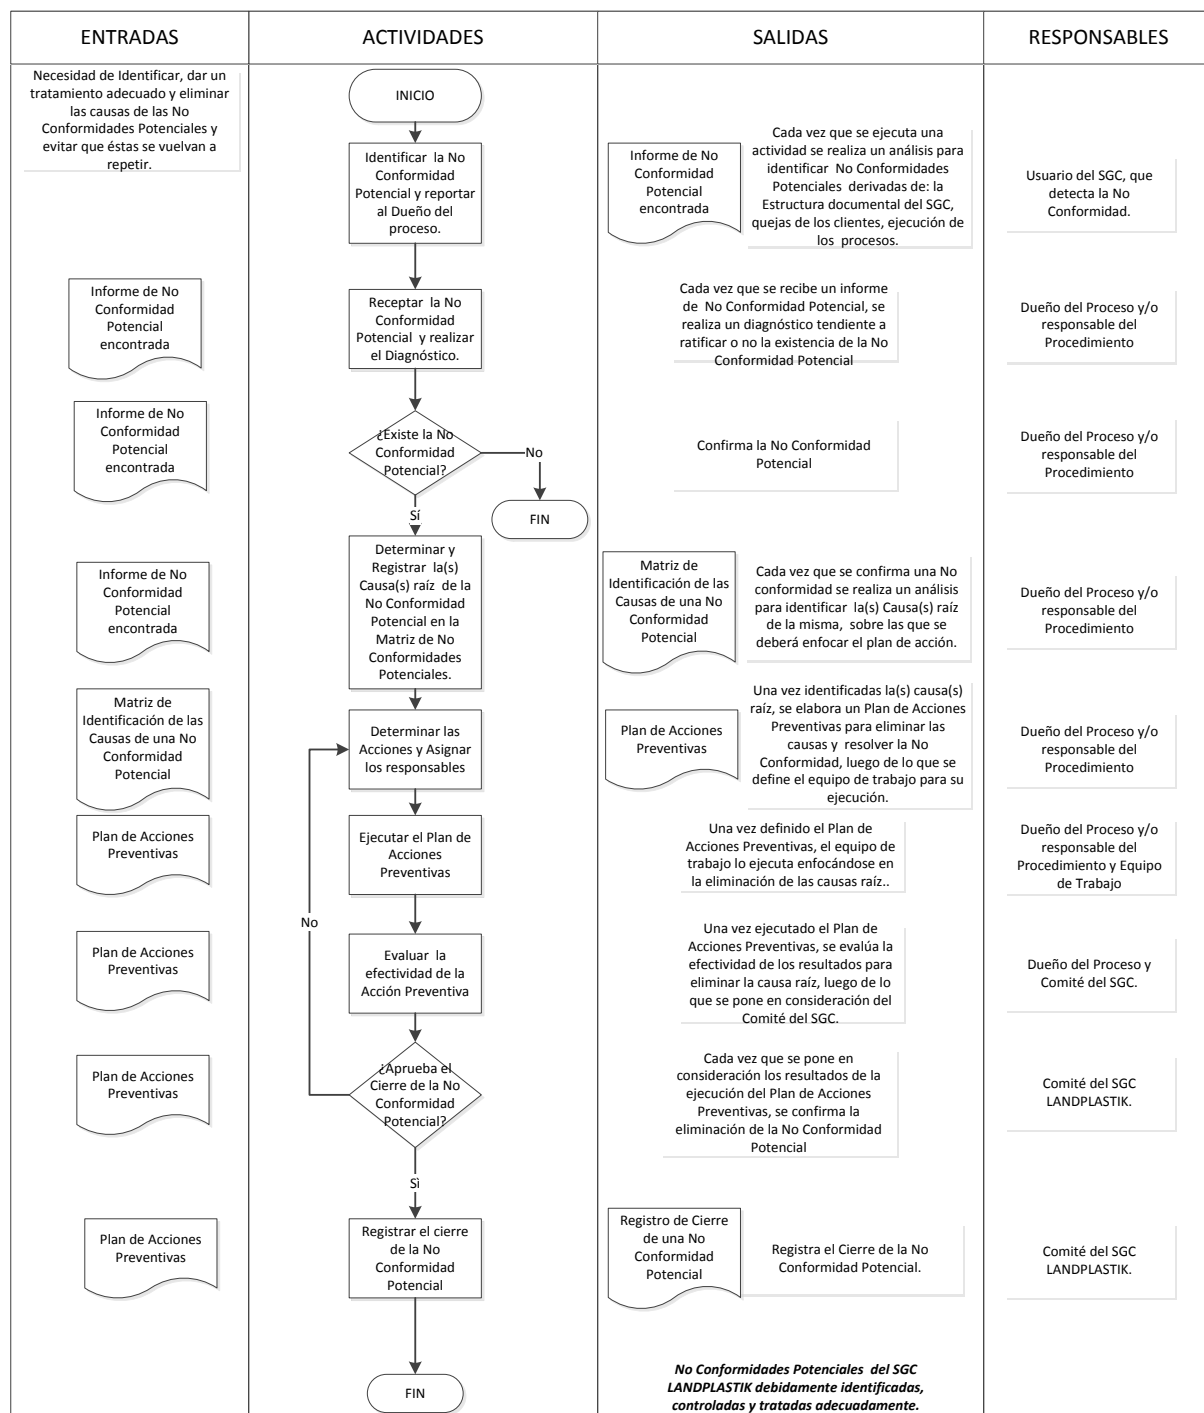 ENTRADAS
ACTIVIDADES
SALIDAS
RESPONSABLES
Necesidad de Identificar, dar un
tratamiento adecuado y eliminar
las causas de las No
Conformidades Potenciales y
evitar que éstas se vuelvan a
repetir.
INICIO
Identificar la No
Conformidad
Potencial y reportar
al Dueño del
proceso.
Informe de No
Conformidad
Potencial
encontrada
Cada vez que se ejecuta una
actividad se realiza un análisis para
identificar No Conformidades
Potenciales derivadas de: la
Estructura documental del SGC,
quejas de los clientes, ejecución de
los procesos.
Usuario del SGC, que
detecta la No
Conformidad.
Informe de No
Conformidad
Potencial
encontrada
Receptar la No
Conformidad
Potencial y realizar
el Diagnóstico.
Cada vez que se recibe un informe
de No Conformidad Potencial, se
realiza un diagnóstico tendiente a
ratificar o no la existencia de la No
Conformidad Potencial
Dueño del Proceso y/o
responsable del
Procedimiento
Informe de No
Conformidad
Potencial
encontrada
¿Existe la No
Conformidad
Potencial?
No
FIN
Sí
Confirma la No Conformidad
Potencial
Dueño del Proceso y/o
responsable del
Procedimiento
Informe de No
Conformidad
Potencial
encontrada
Determinar y
Registrar la(s)
Causa(s) raíz de la
No Conformidad
Potencial en la
Matriz de No
Conformidades
Potenciales.
Matriz de
Identificación de las
Causas de una No
Conformidad
Potencial
Cada vez que se confirma una No
conformidad se realiza un análisis
para identificar la(s) Causa(s) raíz
de la misma, sobre las que se
deberá enfocar el plan de acción.
Dueño del Proceso y/o
responsable del
Procedimiento
Matriz de
Identificación de las
Causas de una No
Conformidad
Potencial
Determinar las
Acciones y Asignar
los responsables
Plan de Acciones
Preventivas
Una vez identificadas la(s) causa(s)
raíz, se elabora un Plan de Acciones
Preventivas para eliminar las
causas y resolver la No
Conformidad, luego de lo que se
define el equipo de trabajo para su
ejecución.
Dueño del Proceso y/o
responsable del
Procedimiento
Plan de Acciones
Preventivas
Ejecutar el Plan de
Acciones
Preventivas
Una vez definido el Plan de
Acciones Preventivas, el equipo de
trabajo lo ejecuta enfocándose en
la eliminación de las causas raíz..
Dueño del Proceso y/o
responsable del
Procedimiento y Equipo
de Trabajo
No
Plan de Acciones
Preventivas
Evaluar la
efectividad de la
Acción Preventiva
Una vez ejecutado el Plan de
Acciones Preventivas, se evalúa la
efectividad de los resultados para
eliminar la causa raíz, luego de lo
que se pone en consideración del
Comité del SGC.
Dueño del Proceso y
Comité del SGC.
Plan de Acciones
Preventivas
¿Aprueba el
Cierre de la No
Conformidad
Potencial?
Sì
Cada vez que se pone en
consideración los resultados de la
ejecución del Plan de Acciones
Preventivas, se confirma la
eliminación de la No Conformidad
Potencial
Comité del SGC
LANDPLASTIK.
Plan de Acciones
Preventivas
Registrar el cierre
de la No
Conformidad
Potencial
Registro de Cierre
de una No
Conformidad
Potencial
Registra el Cierre de la No
Conformidad Potencial.
Comité del SGC
LANDPLASTIK.
FIN
No Conformidades Potenciales del SGC
LANDPLASTIK debidamente identificadas,
controladas y tratadas adecuadamente.